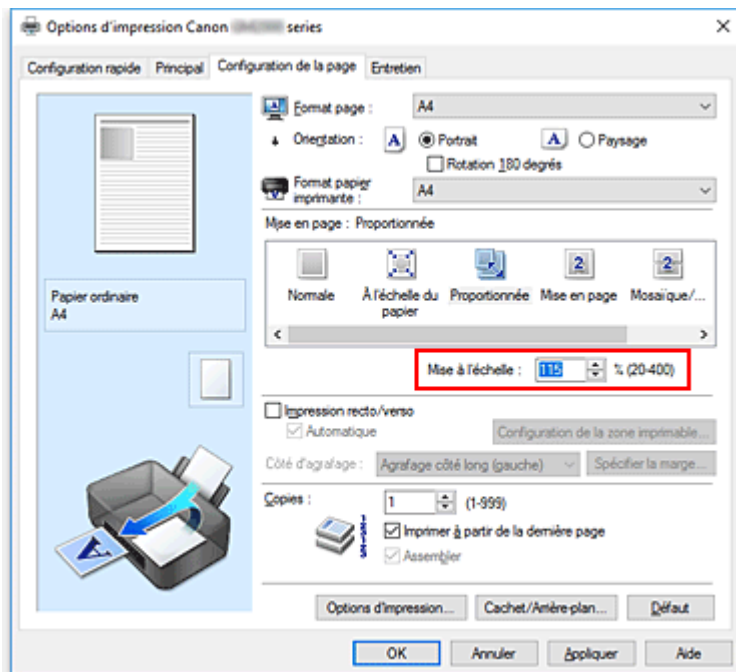 Options d'impression Canon series
Configuration rapide Principal Configuration de la page Entretien
Format page : A4
Orientation : A Portrait A Paysage
Rotation 180 degrés
Format papier
imprimante : A4
Mise en page : Proportionnée
Normale À l'échelle du papier Proportionnée Mise en page Mosaïque/...
Papier ordinaire
A4
Mise à l'échelle : 115 % (20-400)
Impression recto/verso
Automatique Configuration de la zone imprimable...
Côté d'agrafage : Agrafage côté long (gauche) Spécifier la marge...
Copies : 1 (1-999)
Imprimer à partir de la dernière page
Assembler
Options d'impression... Cachet/Arrière-plan... Défaut
OK Annuler Appliquer Aide